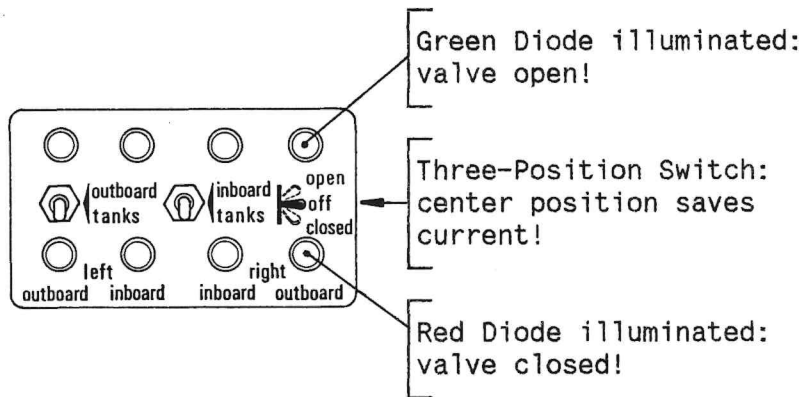 Green Diode illuminated:
valve open!
outboard
tanks
inboard
tanks
open
off
closed
Three-Position Switch:
center position saves
current!
left
right
outboard
inboard
inboard
outboard
Red Diode illuminated:
valve closed!